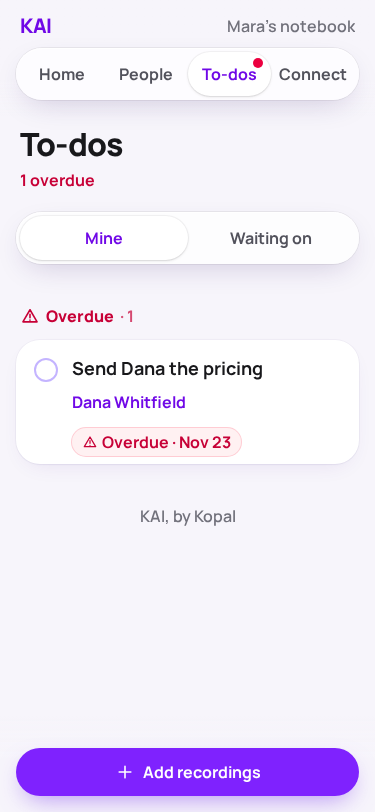 KAI
Mara's notebook
Home
People
To-dos
Connect
To-dos
1 overdue
Mine
Waiting on
Overdue · 1
Send Dana the pricing
Dana Whitfield
Overdue · Nov 23
KAI, by Kopal
Add recordings